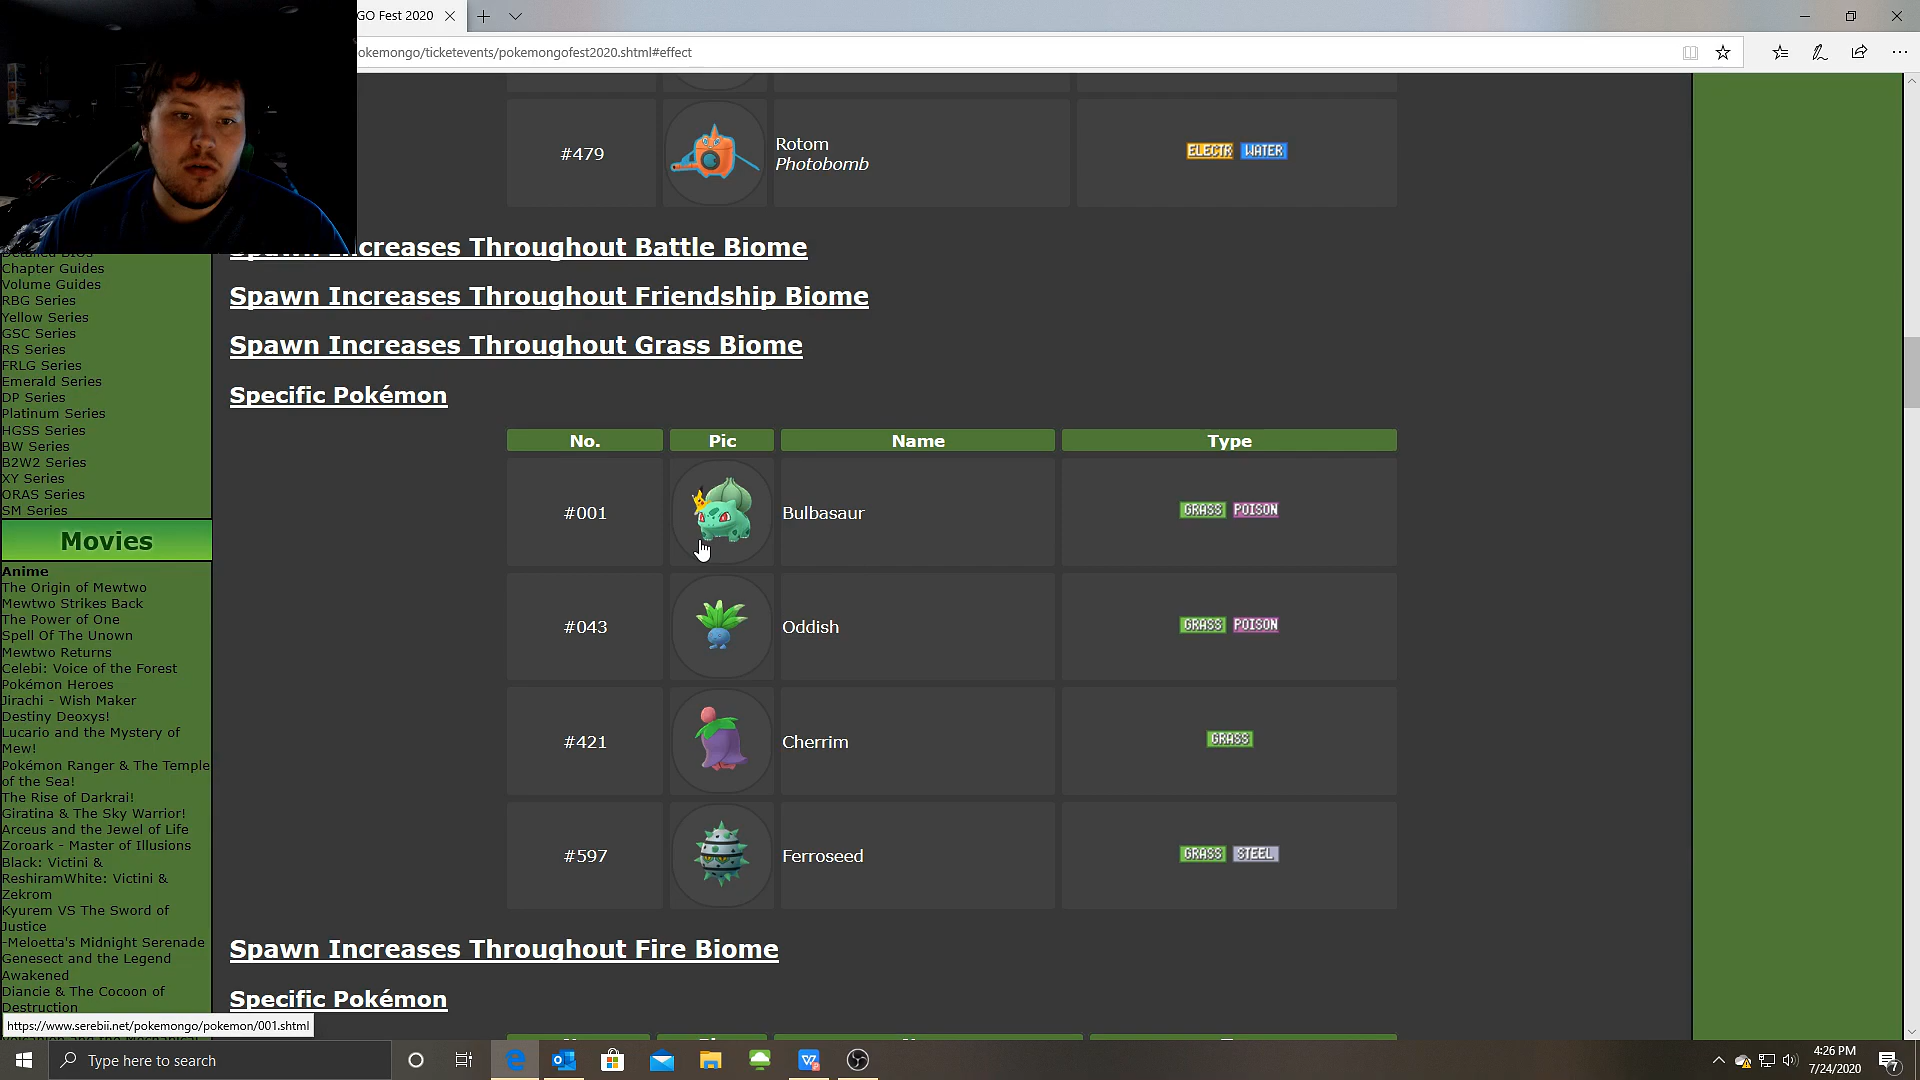 GO Fest 2020
okemongo/ticketevents/pokemongofest2020.shtml#effect
#479
Rotom
Photobomb
ELECTR WATER
creases Throughout Battle Biome
Spawn Increases Throughout Friendship Biome
Spawn Increases Throughout Grass Biome
Specific Pokémon
No. Pic Name Type
#001 Bulbasaur GRASS POISON
#043 Oddish GRASS POISON
#421 Cherrim GRASS
#597 Ferroseed GRASS STEEL
Spawn Increases Throughout Fire Biome
Specific Pokémon
Chapter Guides
Volume Guides
RBG Series
Yellow Series
GSC Series
RS Series
FRLG Series
Emerald Series
DP Series
Platinum Series
HGSS Series
BW Series
B2W2 Series
XY Series
ORAS Series
SM Series
Movies
Anime
The Origin of Mewtwo
Mewtwo Strikes Back
The Power of One
Spell Of The Unown
Mewtwo Returns
Celebi: Voice of the Forest
Pokémon Heroes
Jirachi - Wish Maker
Destiny Deoxys!
Lucario and the Mystery of
Mew!
Pokémon Ranger & The Temple
of the Sea!
The Rise of Darkrai!
Giratina & The Sky Warrior!
Arceus and the Jewel of Life
Zoroark - Master of Illusions
Black: Victini &
ReshiramWhite: Victini &
Zekrom
Kyurem VS The Sword of
Justice
-Meloetta's Midnight Serenade
Genesect and the Legend
Awakened
Diancie & The Cocoon of
Destruction
https://www.serebii.net/pokemongo/pokemon/001.shtml
Type here to search
4:26 PM
7/24/2020
7